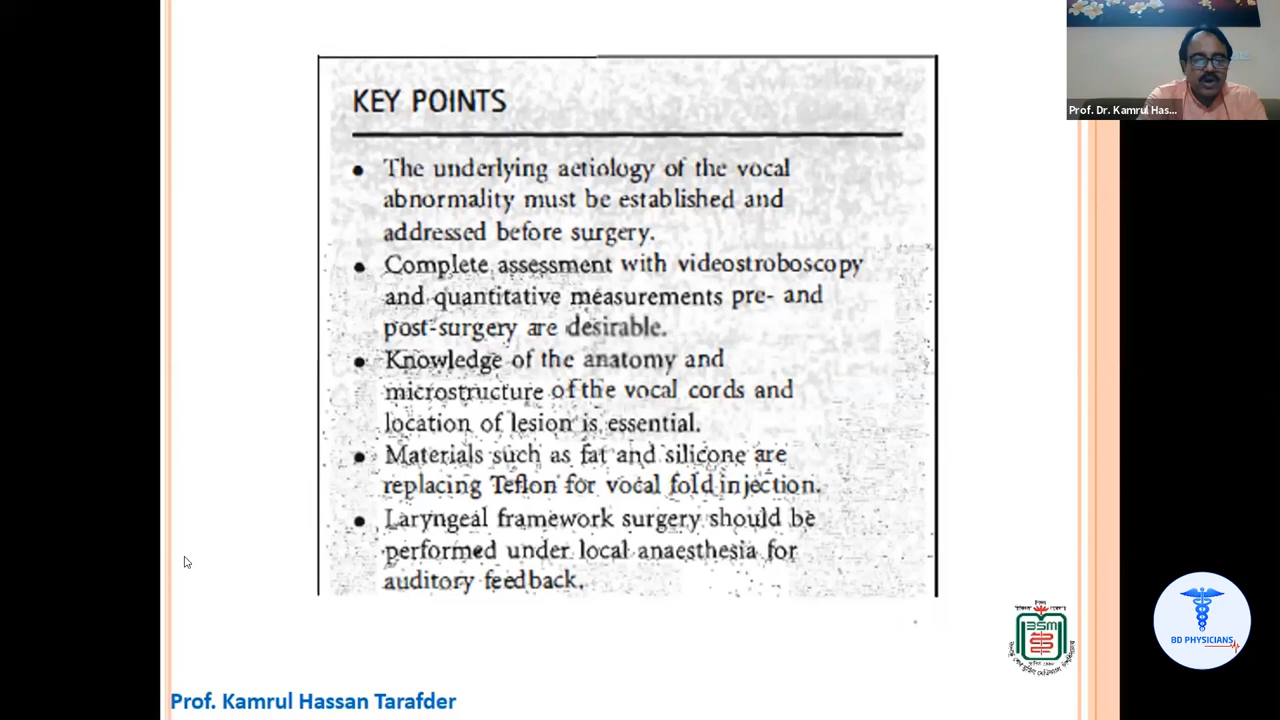 KEY POINTS
• The underlying aetiology of the vocal
abnormality must be established and
addressed before surgery.
• Complete assessment with videostroboscopy
and quantitative measurements pre- and
post-surgery are desirable.
• Knowledge of the anatomy and
microstructure of the vocal cords and
location of lesion is essential.
• Materials such as fat and silicone are
replacing Teflon for vocal fold injection.
• Laryngeal framework surgery should be
performed under local anaesthesia for
auditory feedback.
Prof. Dr. Kamrul Has...
BSM
BD PHYSICIANS
Prof. Kamrul Hassan Tarafder